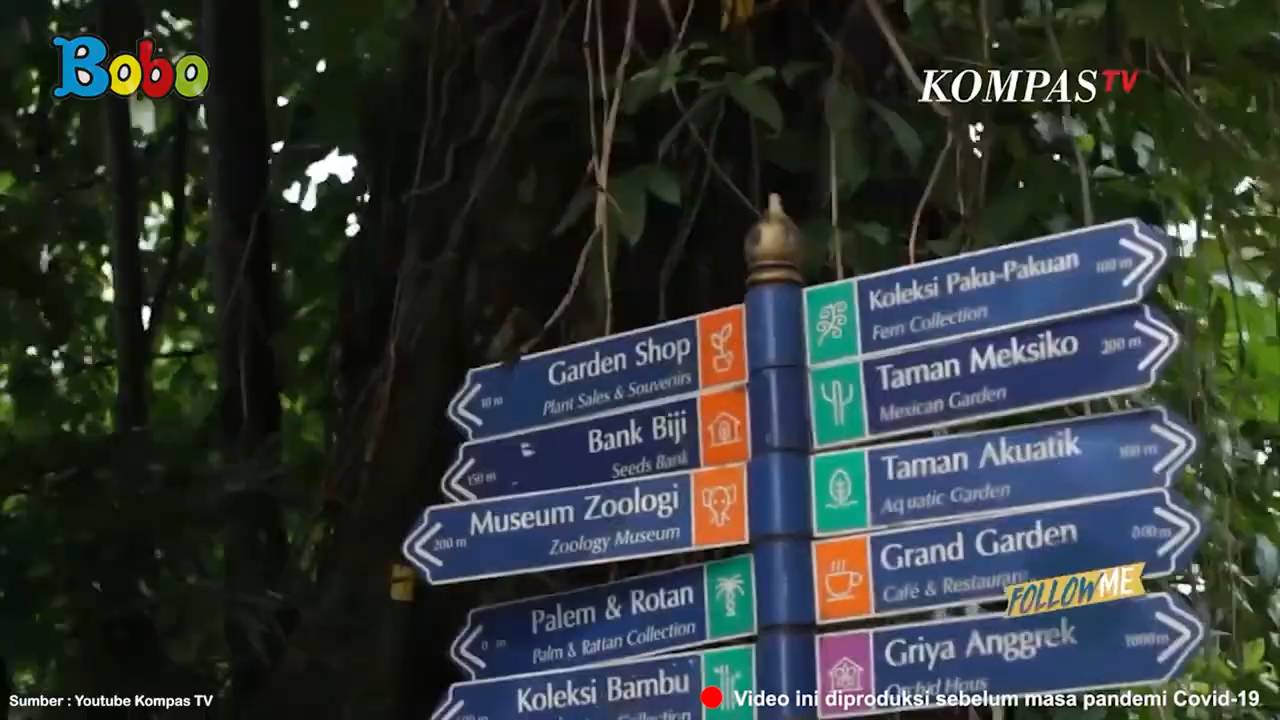 Bobo
KOMPAS TV
Koleksi Paku-Pakuan
Fern Collection
100 m
Taman Meksiko
Mexican Garden
200 m
Taman Akuatik
Aquatic Garden
Grand Garden
Café & Restaurant
Griya Anggrek
1000 m
Garden Shop
Plant Sales & Souvenirs
10 m
Bank Biji
Seeds Bank
150 m
Museum Zoologi
Zoology Museum
200 m
Palem & Rotan
Palm & Rattan Collection
Koleksi Bambu
Collection
FOLLOW ME
Sumber : Youtube Kompas TV
Video ini diproduksi sebelum masa pandemi Covid-19